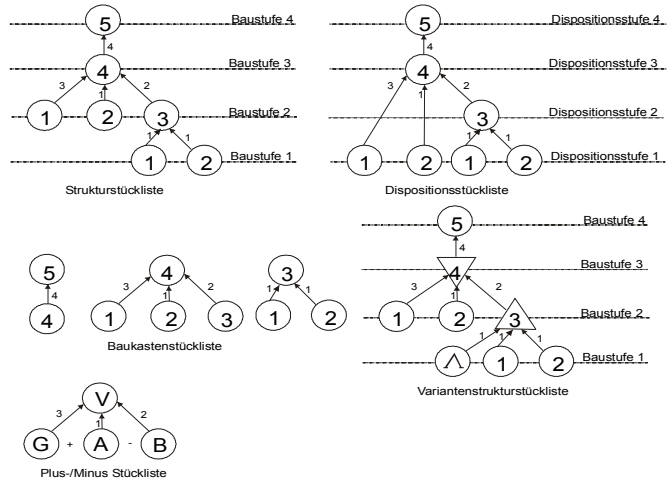 5 Baustufe 4
4
4 Baustufe 3
3 1 2
1 2 3 Baustufe 2
1 1
1 2 Baustufe 1
Strukturstückliste
5 Dispositionsstufe 4
4
4 Dispositionsstufe 3
3 1 2
3 Dispositionsstufe 2
1 1
1 2 1 2 Dispositionsstufe 1
Dispositionsstückliste
5
4
4
4
3 1 2
1 2 3
3
1 1
1 2
Baukastenstückliste
5 Baustufe 4
4
4 Baustufe 3
3 1 2
1 2 3 Baustufe 2
1 1 1
Λ 1 2 Baustufe 1
Variantenstrukturstückliste
V
3 1 2
G + A - B
Plus-/Minus Stückliste